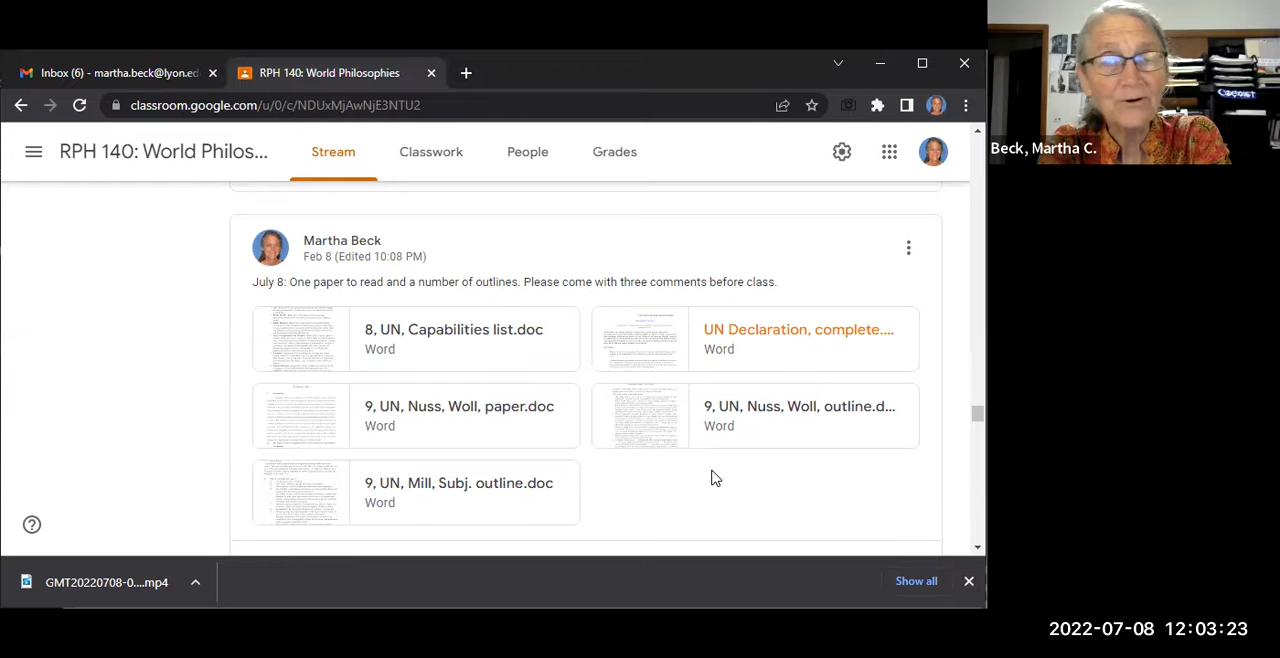 Inbox (6) - martha.beck@lyon.ed
RPH 140: World Philosophies
classroom.google.com/u/0/c/NDUxMjAwNjE3NTU2
RPH 140: World Philos...
Stream
Classwork
People
Grades
Beck, Martha C.
Martha Beck
Feb 8 (Edited 10:08 PM)
July 8: One paper to read and a number of outlines. Please come with three comments before class.
8, UN, Capabilities list.doc
Word
UN Declaration, complete....
Word
9, UN, Nuss, Woll, paper.doc
Word
9, UN, Nuss, Woll, outline.d...
Word
9, UN, Mill, Subj. outline.doc
Word
GMT20220708-0....mp4
Show all
2022-07-08 12:03:23